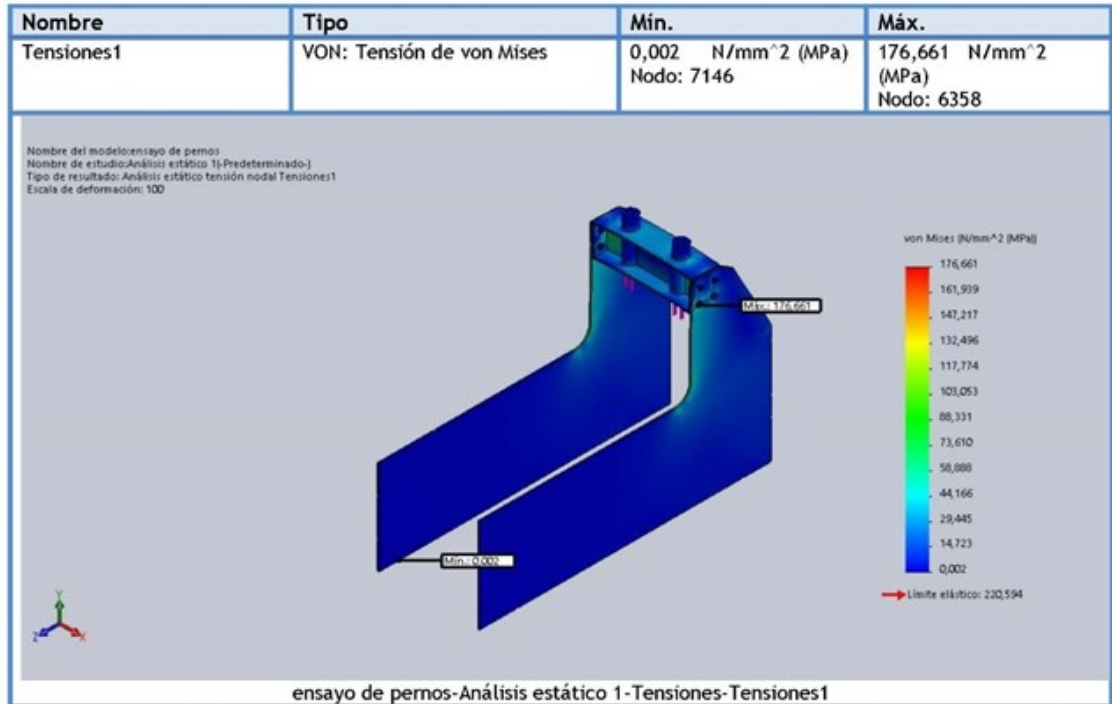 Nombre Tipo Mín. Máx.
Tensiones1 VON: Tensión de von Mises 0,002 N/mm^2 (MPa) 176,661 N/mm^2
Nodo: 7146 (MPa)
Nodo: 6358
Nombre del modelo:ensayo de pernos
Nombre de estudio:Análisis estático 1(-Predeterminado-)
Tipo de resultado: Análisis estático tensión nodal Tensiones1
Escala de deformación: 100
von Mises (N/mm^2 (MPa))
176,661
161,939
147,217
132,496
117,774
103,053
88,331
73,610
58,888
44,166
29,445
14,723
0,002
Límite elástico: 220,594
Máx.: 176,661
Mín.: 0,002
Y
Z
X
ensayo de pernos-Análisis estático 1-Tensiones-Tensiones1